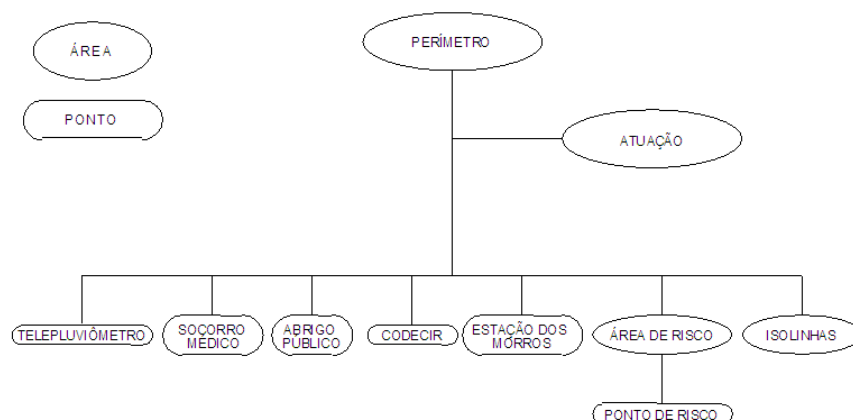 ÁREA
PERÍMETRO
PONTO
ATUAÇÃO
TELEPLUVIÔMETRO
SOCORRO
MÉDICO
ABRIGO
PÚBLICO
CODECIR
ESTAÇÃO DOS
MORROS
ÁREA DE RISCO
ISOLINHAS
PONTO DE RISCO